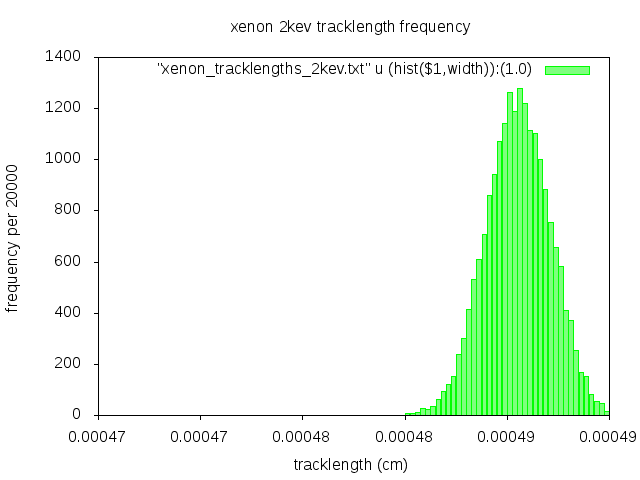 xenon 2kev tracklength frequency
"xenon_tracklengths_2kev.txt" u (hist($1,width)):(1.0)
1400
1200
1000
800
600
400
200
0
frequency per 20000
0.00047 0.00047 0.00048 0.00048 0.00049 0.00049
tracklength (cm)